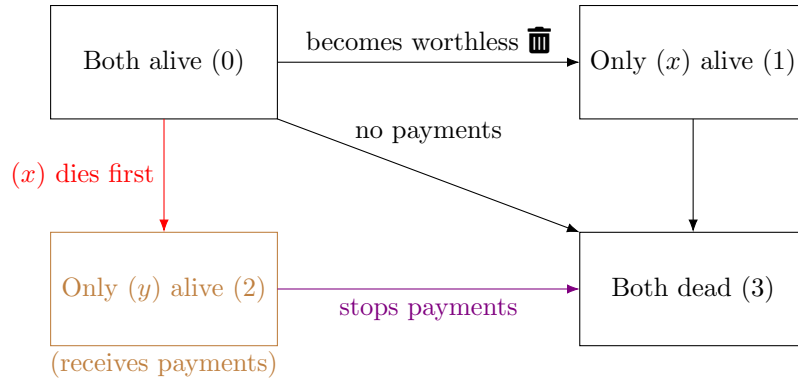 becomes worthless
Both alive (0)
Only (x) alive (1)
no payments
(x) dies first
Only (y) alive (2)
Both dead (3)
stops payments
(receives payments)